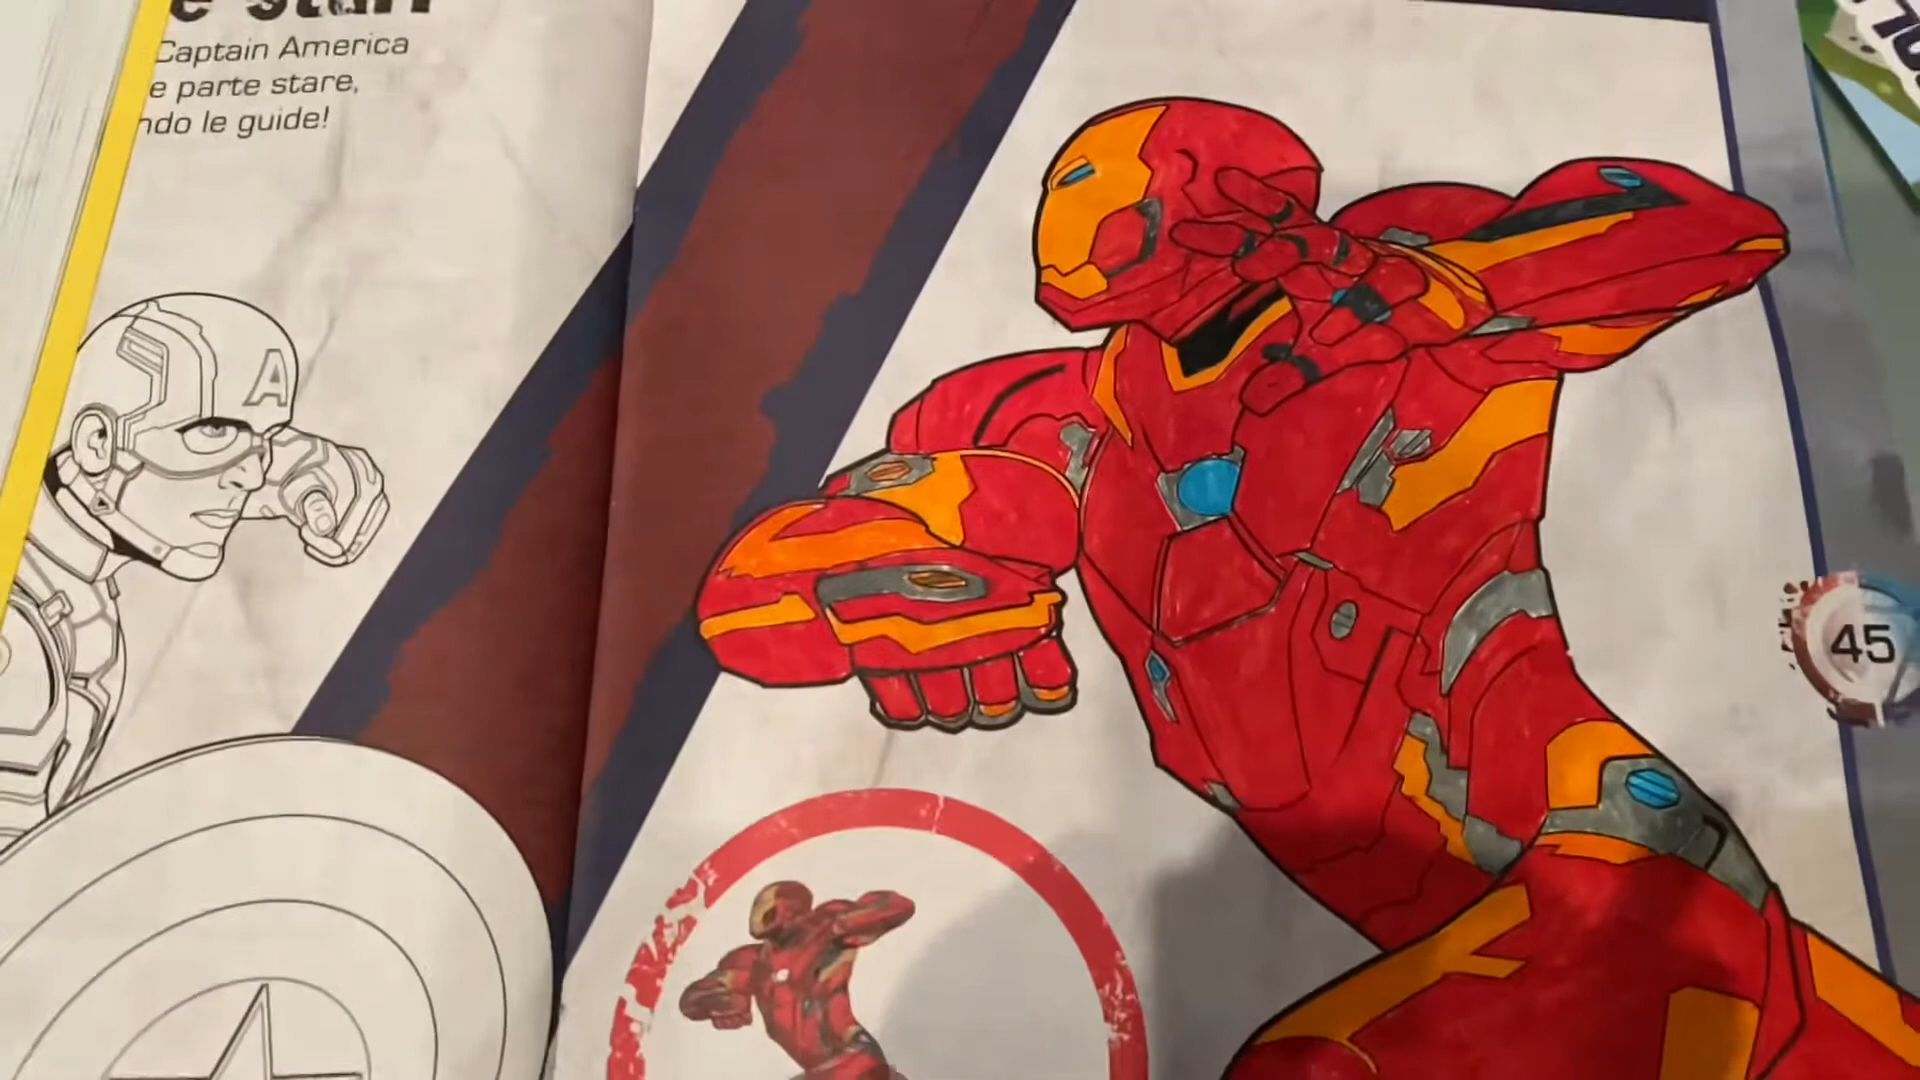 Captain America
e parte stare,
ndo le guide!
A
45